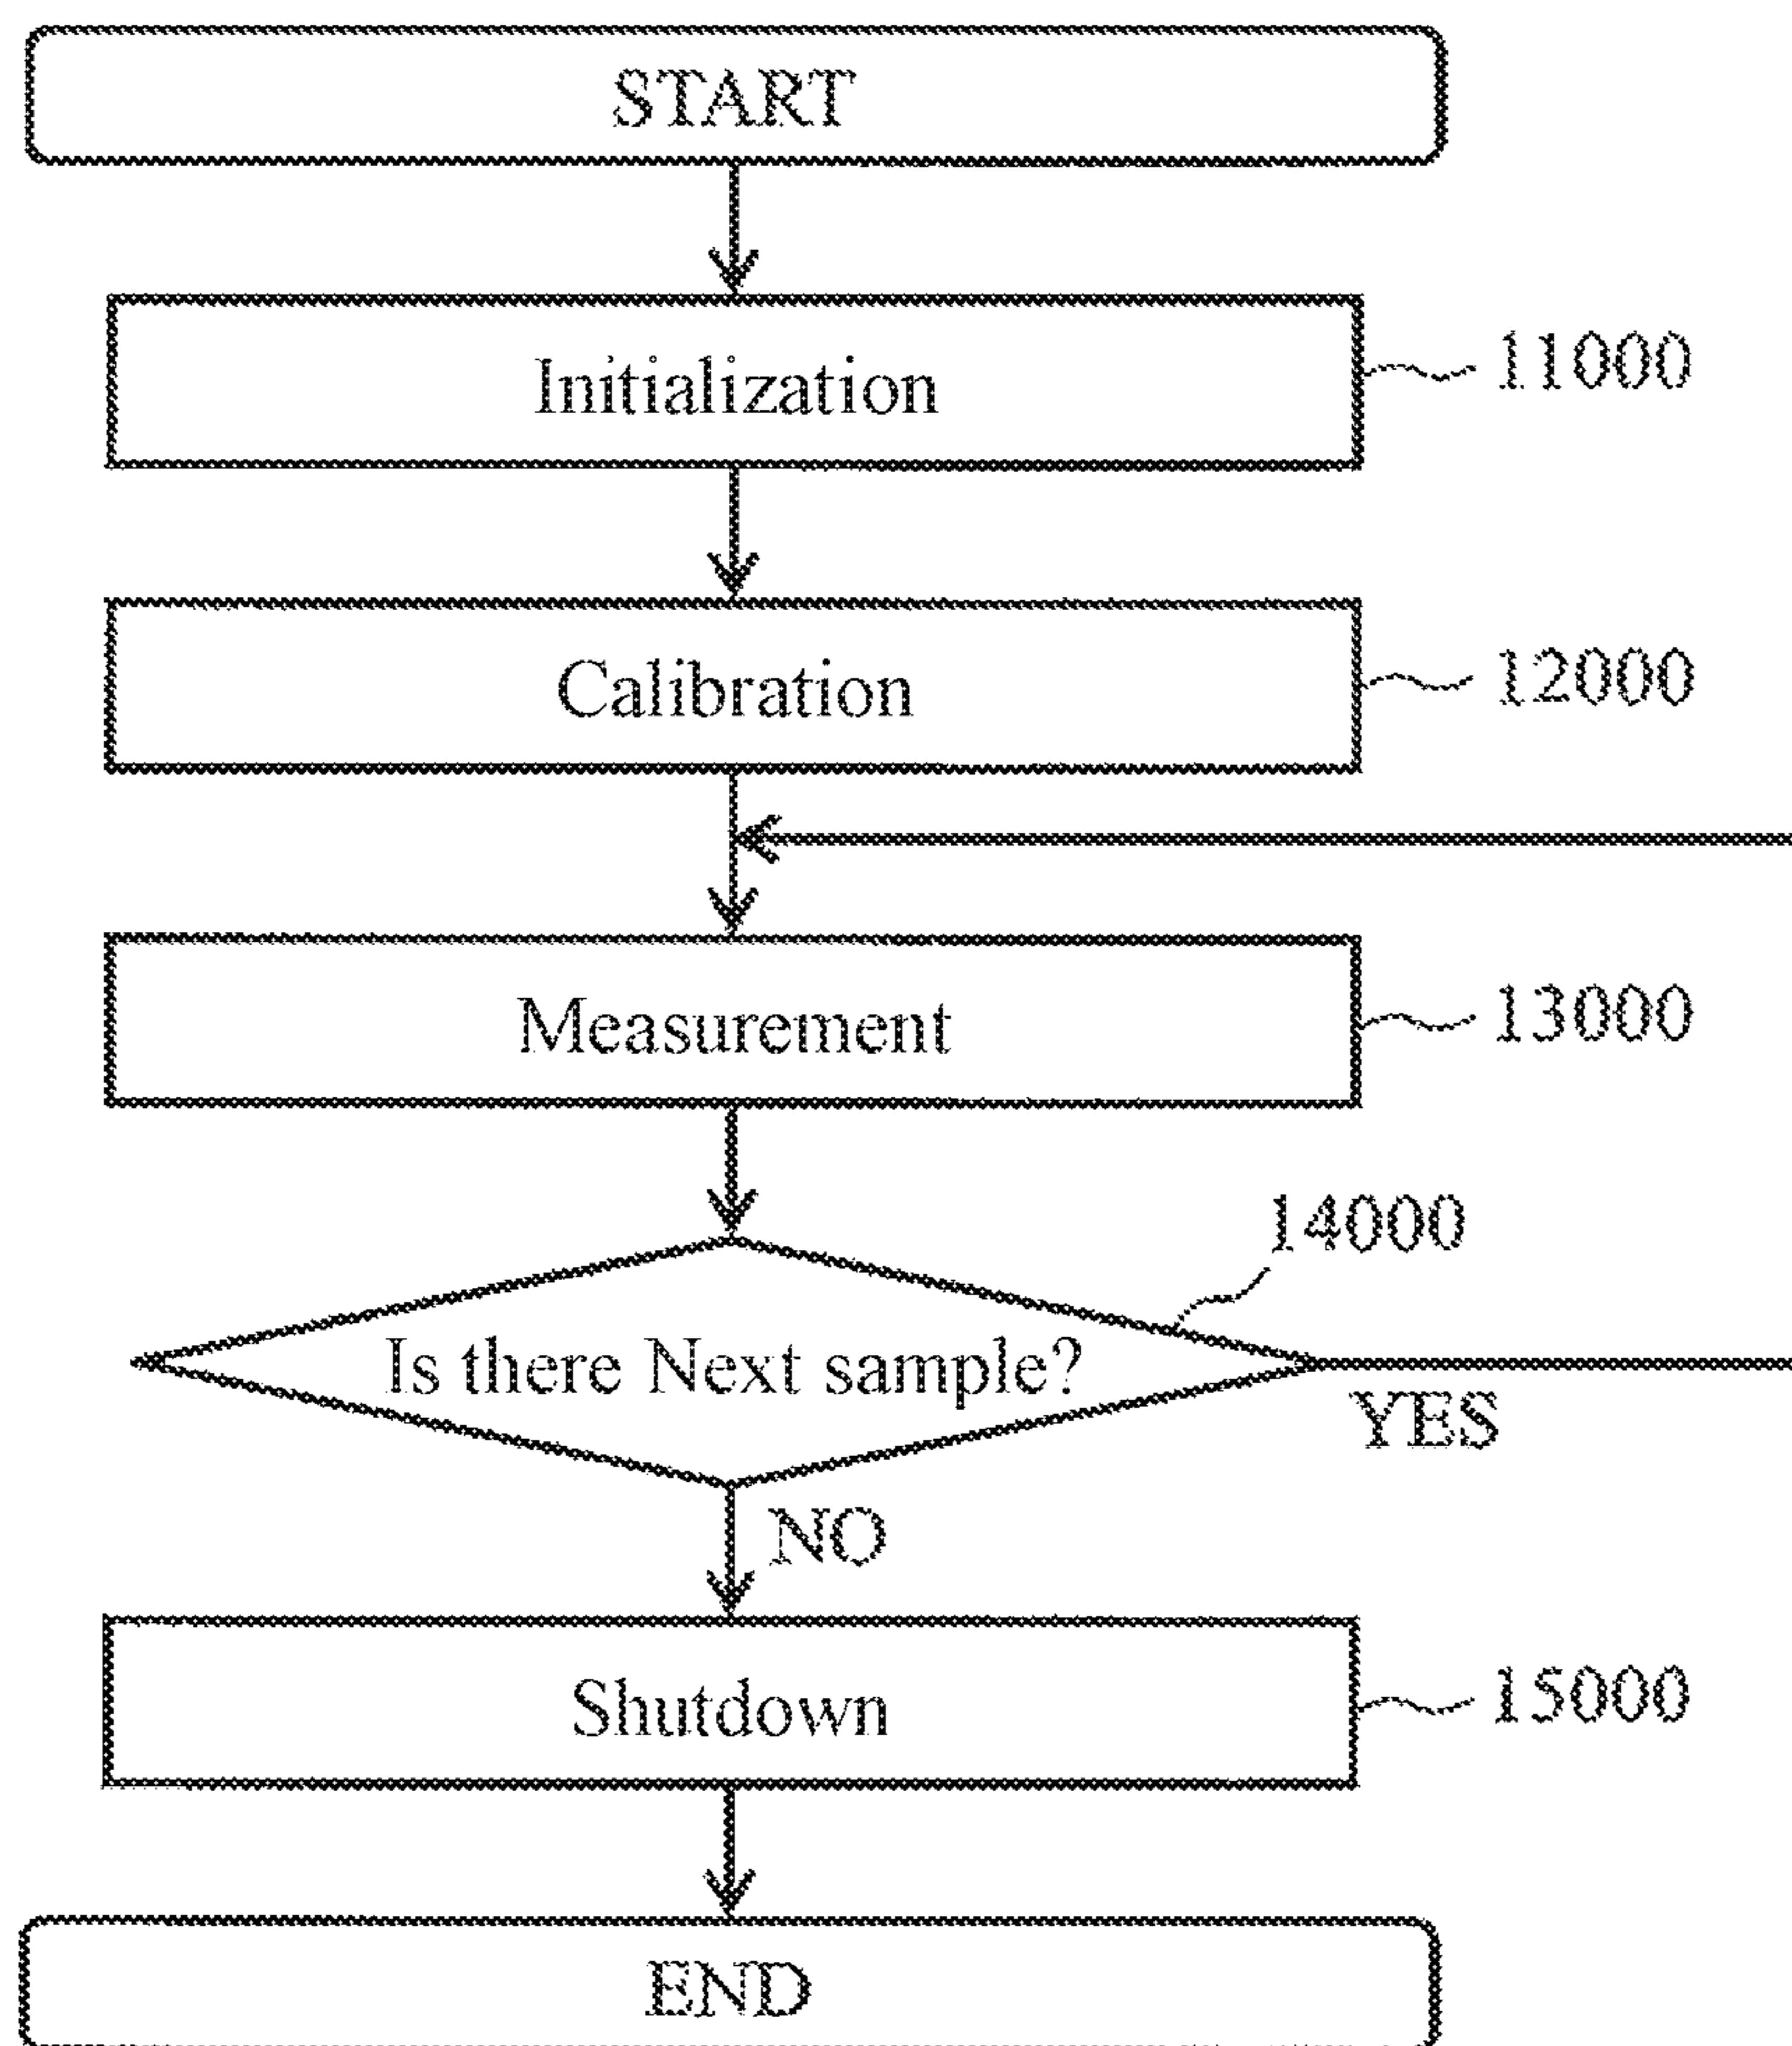 START
Initialization
11000
Calibration
12000
Measurement
13000
14000
Is there Next sample?
YES
NO
Shutdown
15000
END